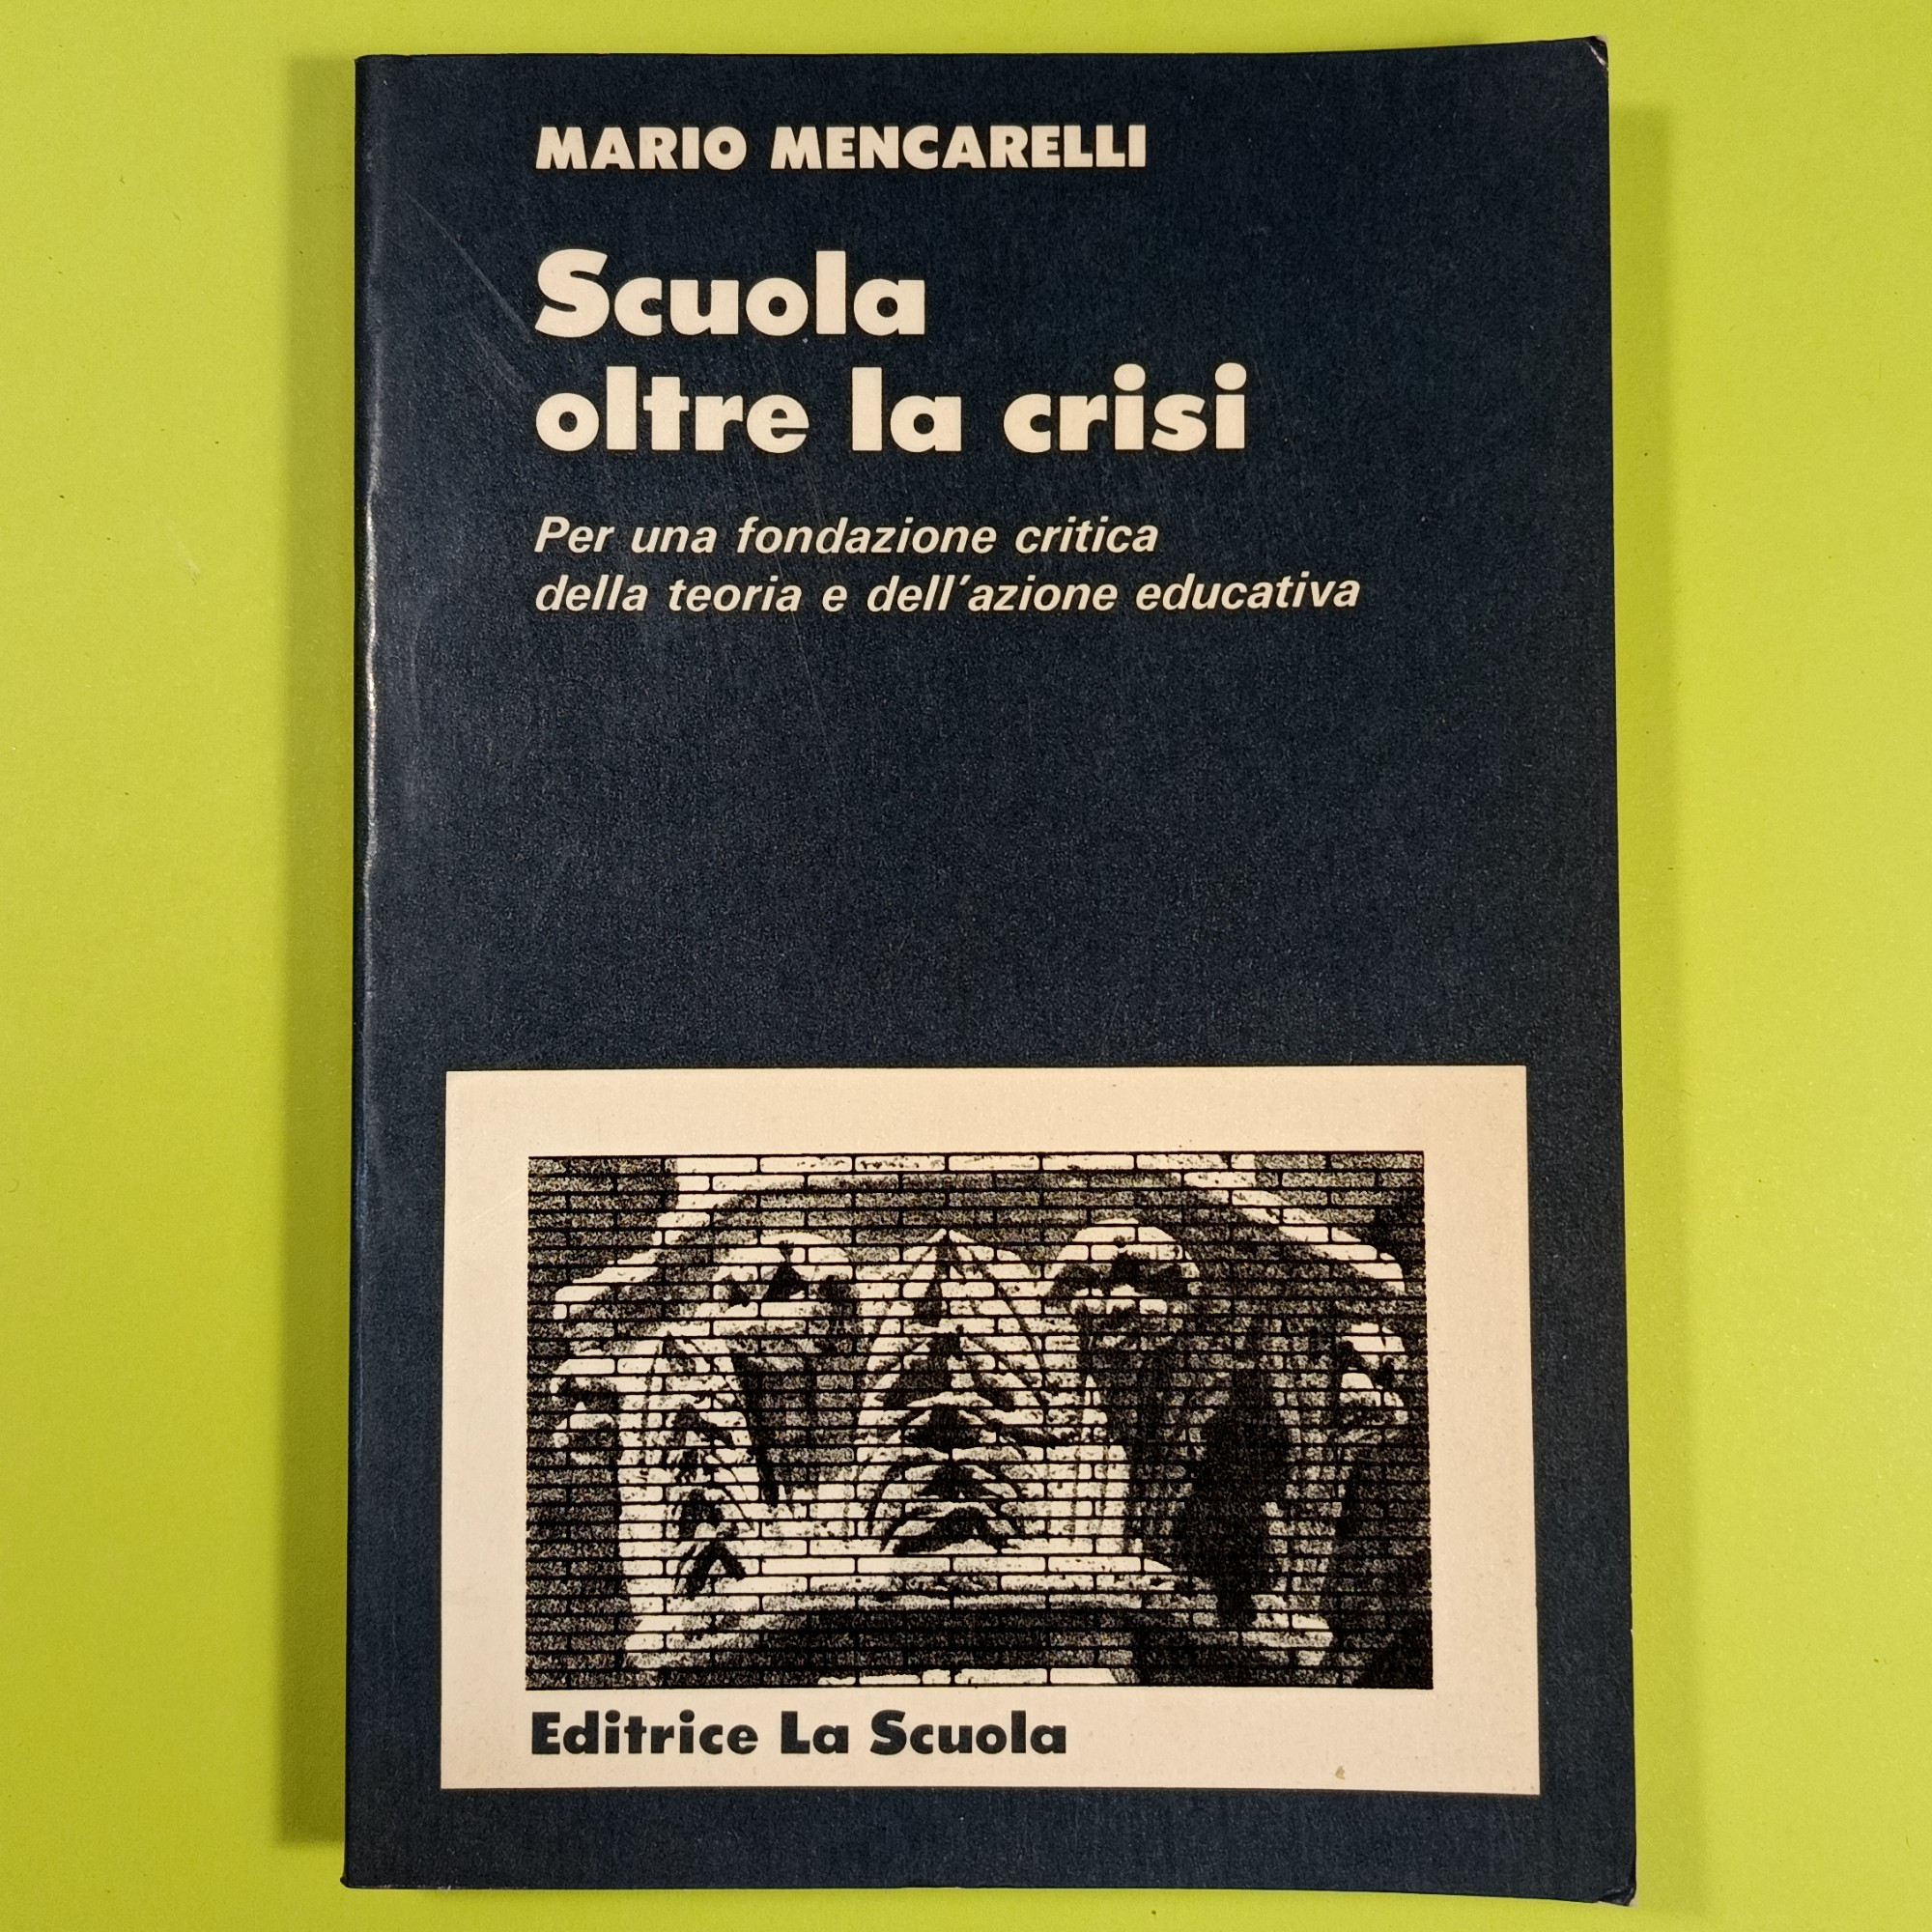 MARIO MENCARELLI
Scuola
oltre la crisi
Per una fondazione critica
della teoria e dell'azione educativa
Editrice La Scuola